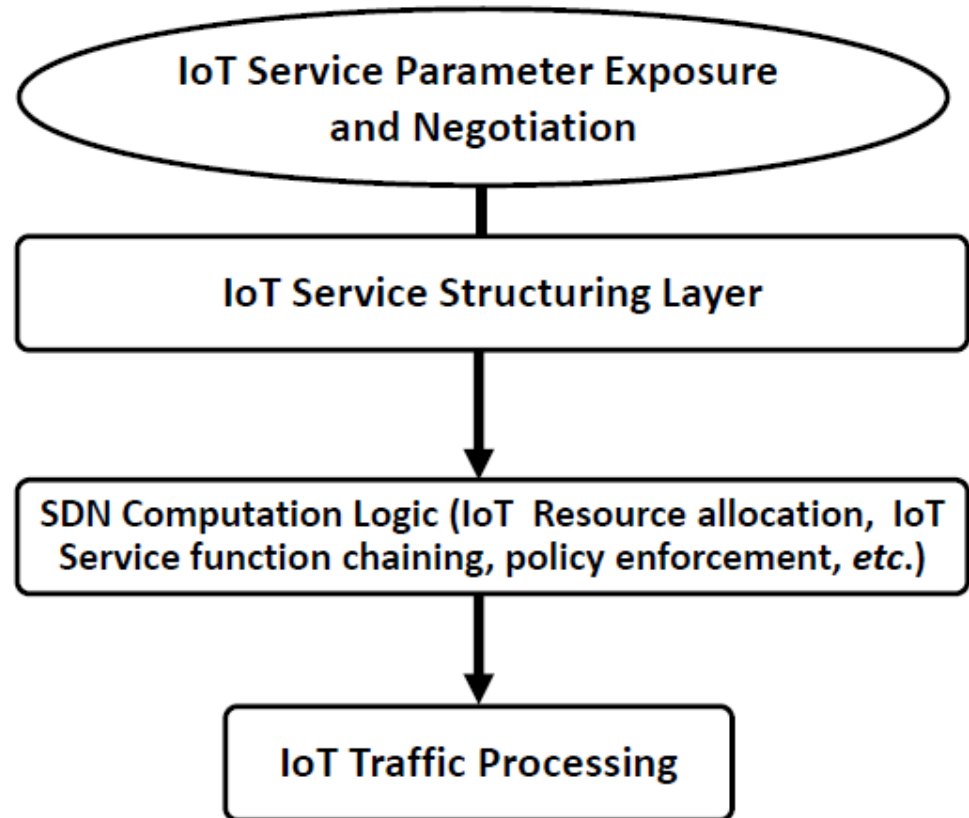 IoT Service Parameter Exposure
and Negotiation
IoT Service Structuring Layer
SDN Computation Logic (IoT Resource allocation, IoT
Service function chaining, policy enforcement, etc.)
IoT Traffic Processing